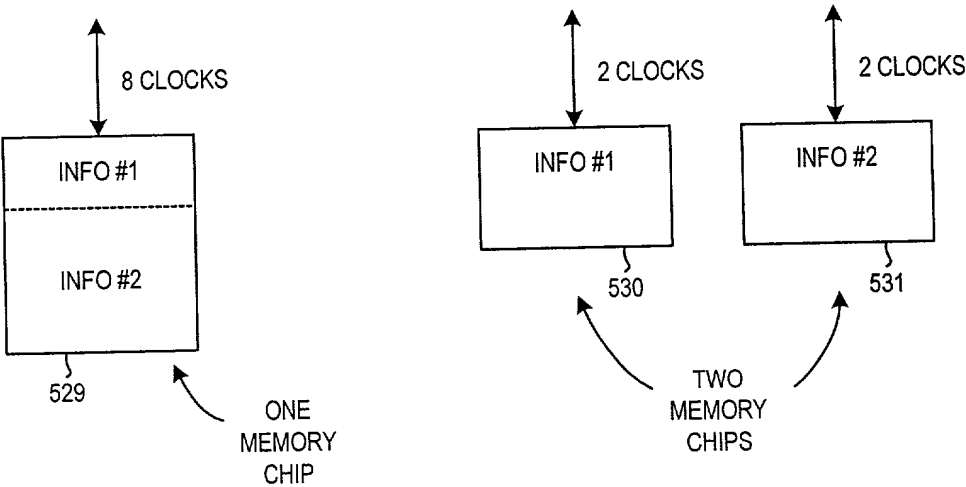 8 CLOCKS
INFO #1
INFO #2
529
ONE
MEMORY
CHIP
2 CLOCKS
INFO #1
530
2 CLOCKS
INFO #2
531
TWO
MEMORY
CHIPS